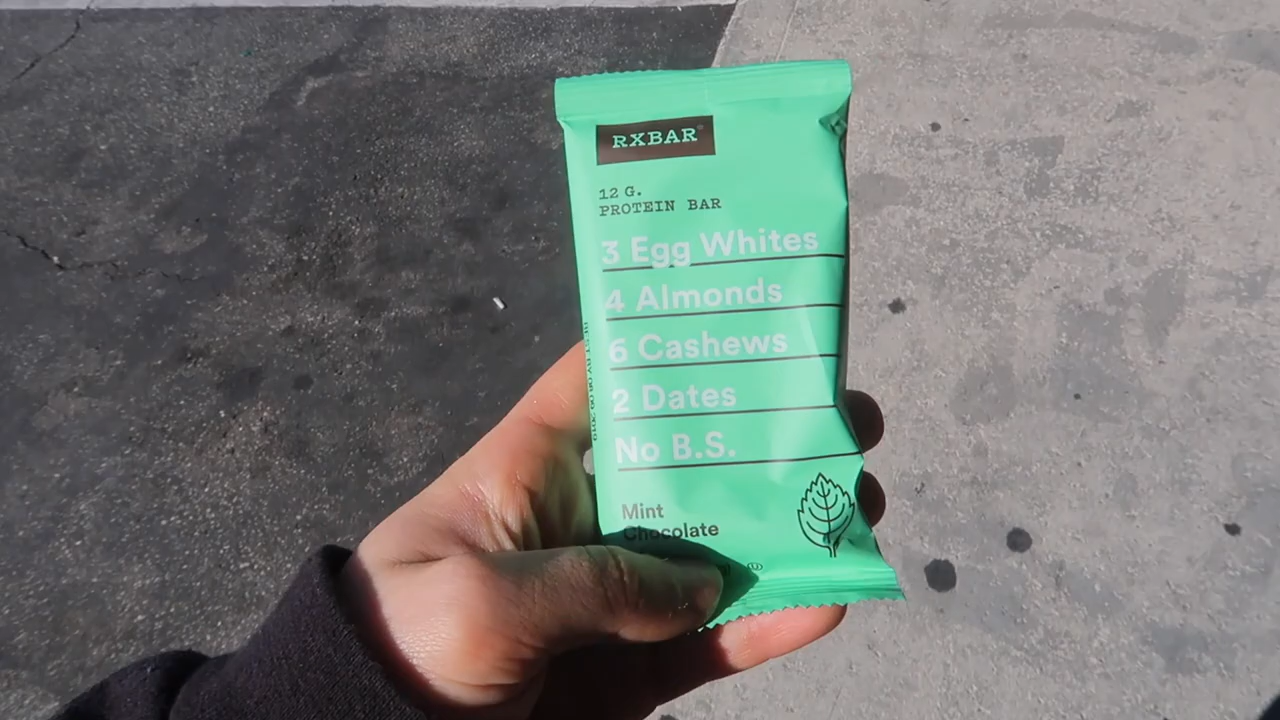 RXBAR®
12 G.
PROTEIN BAR
3 Egg Whites
4 Almonds
6 Cashews
2 Dates
No B.S.
Mint
Chocolate